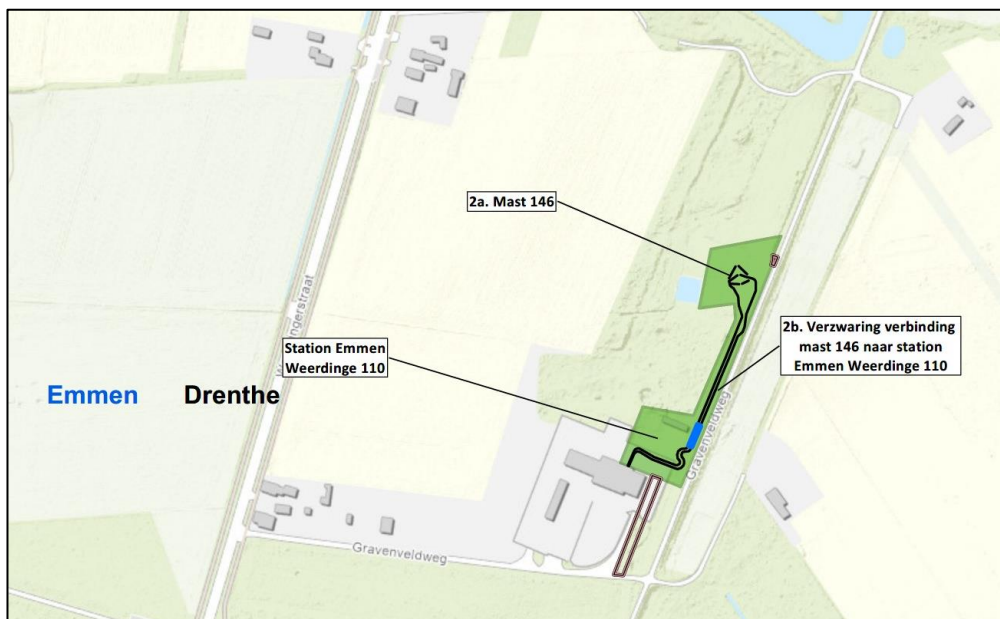 2a. Mast 146
2b. Verzwaring verbinding
mast 146 naar station
Emmen Weerdinge 110
Station Emmen
Weerdinge 110
Emmen Drenthe
Gravenveldweg
Gravenveldweg